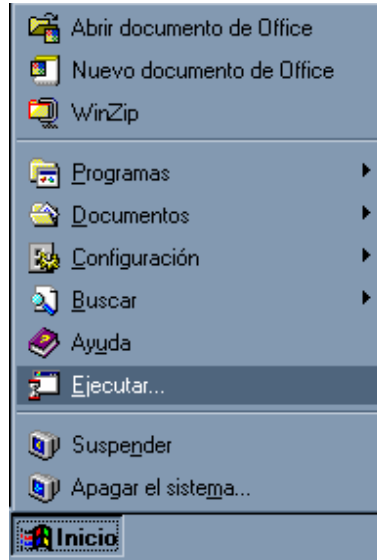 Abrir documento de Office
Nuevo documento de Office
WinZip
Programas
Documentos
Configuración
Buscar
Ayuda
Ejecutar...
Suspender
Apagar el sistema...
Inicio